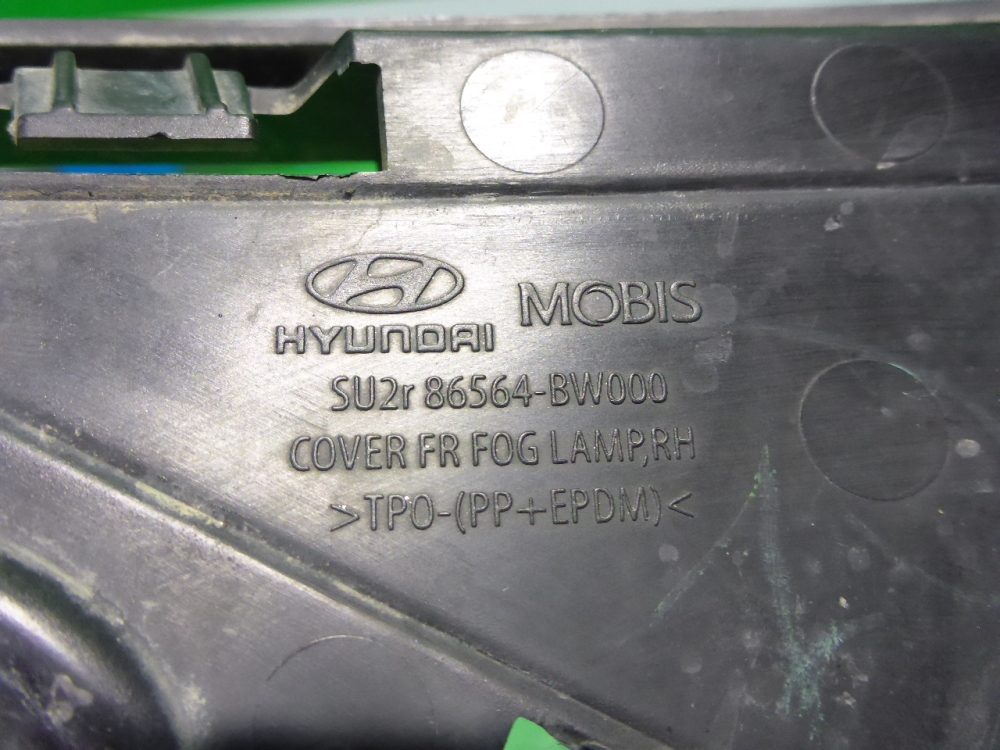 HYUNDAI MOBIS
SU2r 86564-BW000
COVER FR FOG LAMP,RH
>TPO-(PP+EPDM)<